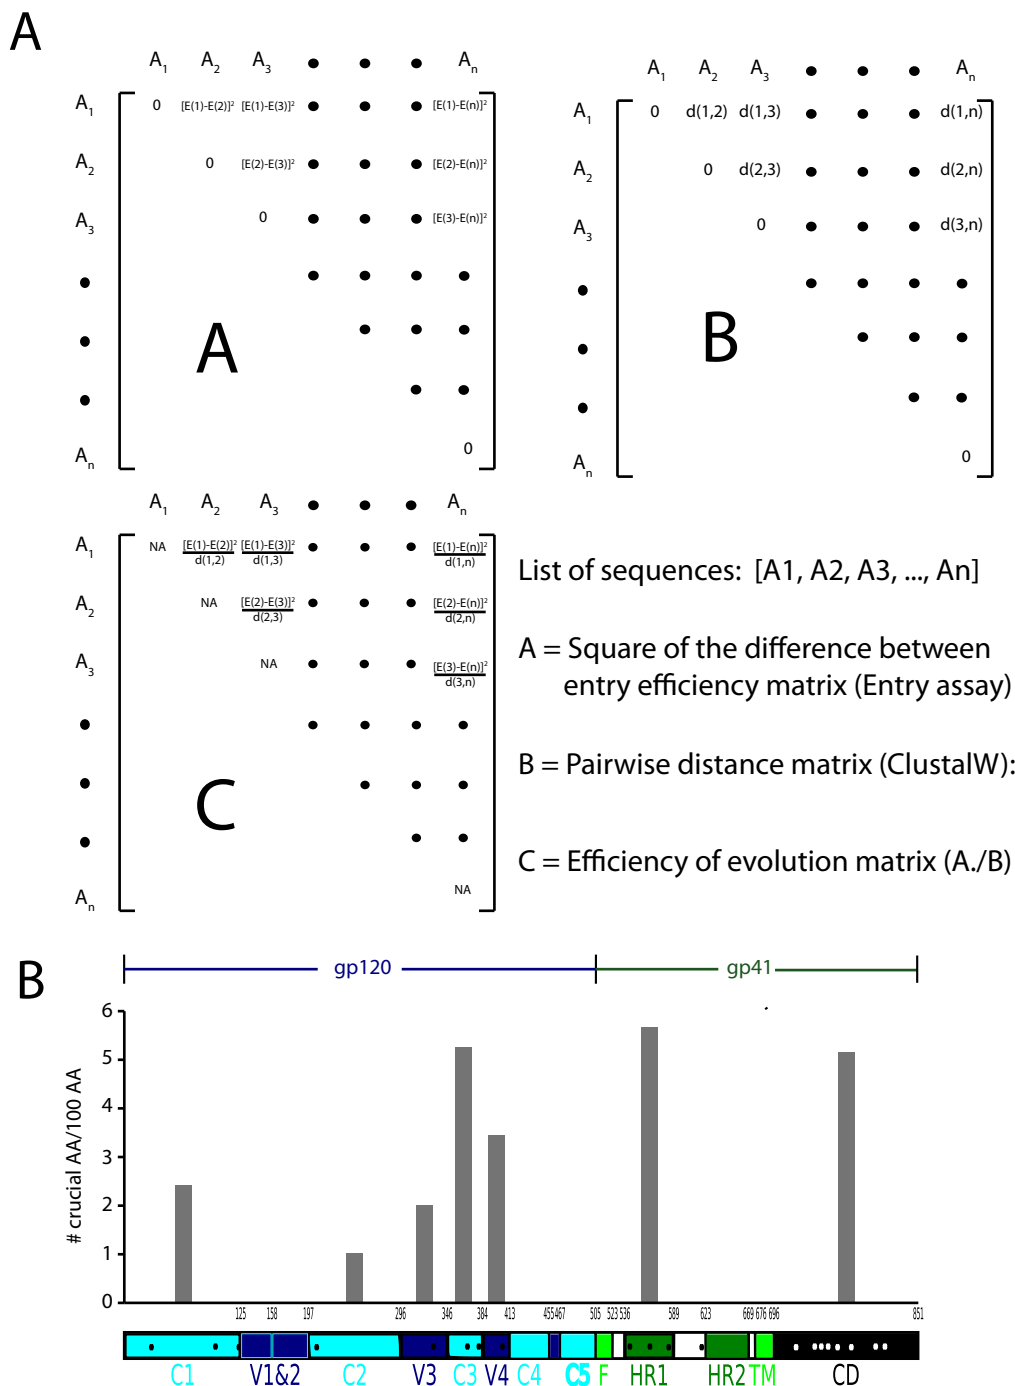 A
A1 A2 A3 An
A1 0 [E(1)-E(2)]² [E(1)-E(3)]² [E(1)-E(n)]²
A2 0 [E(2)-E(3)]² [E(2)-E(n)]²
A3 0 [E(3)-E(n)]²
A
An 0
A1 A2 A3 An
A1 0 d(1,2) d(1,3) d(1,n)
A2 0 d(2,3) d(2,n)
A3 0 d(3,n)
B
An 0
A1 A2 A3 An
A1 NA [E(1)-E(2)]² [E(1)-E(3)]² [E(1)-E(n)]²
d(1,2) d(1,3) d(1,n)
A2 NA [E(2)-E(3)]² [E(2)-E(n)]²
d(2,3) d(2,n)
A3 NA [E(3)-E(n)]²
d(3,n)
C
An NA
List of sequences: [A1, A2, A3, ..., An]
A = Square of the difference between
entry efficiency matrix (Entry assay)
B = Pairwise distance matrix (ClustalW):
C = Efficiency of evolution matrix (A./B)
B
gp120 gp41
# crucial AA/100 AA
6
5
4
3
2
1
0
125 158 197 296 346 384 413 455 467 505 523 536 589 623 669 676 696 851
C1 V1&2 C2 V3 C3 V4 C4 C5 F HR1 HR2 TM CD